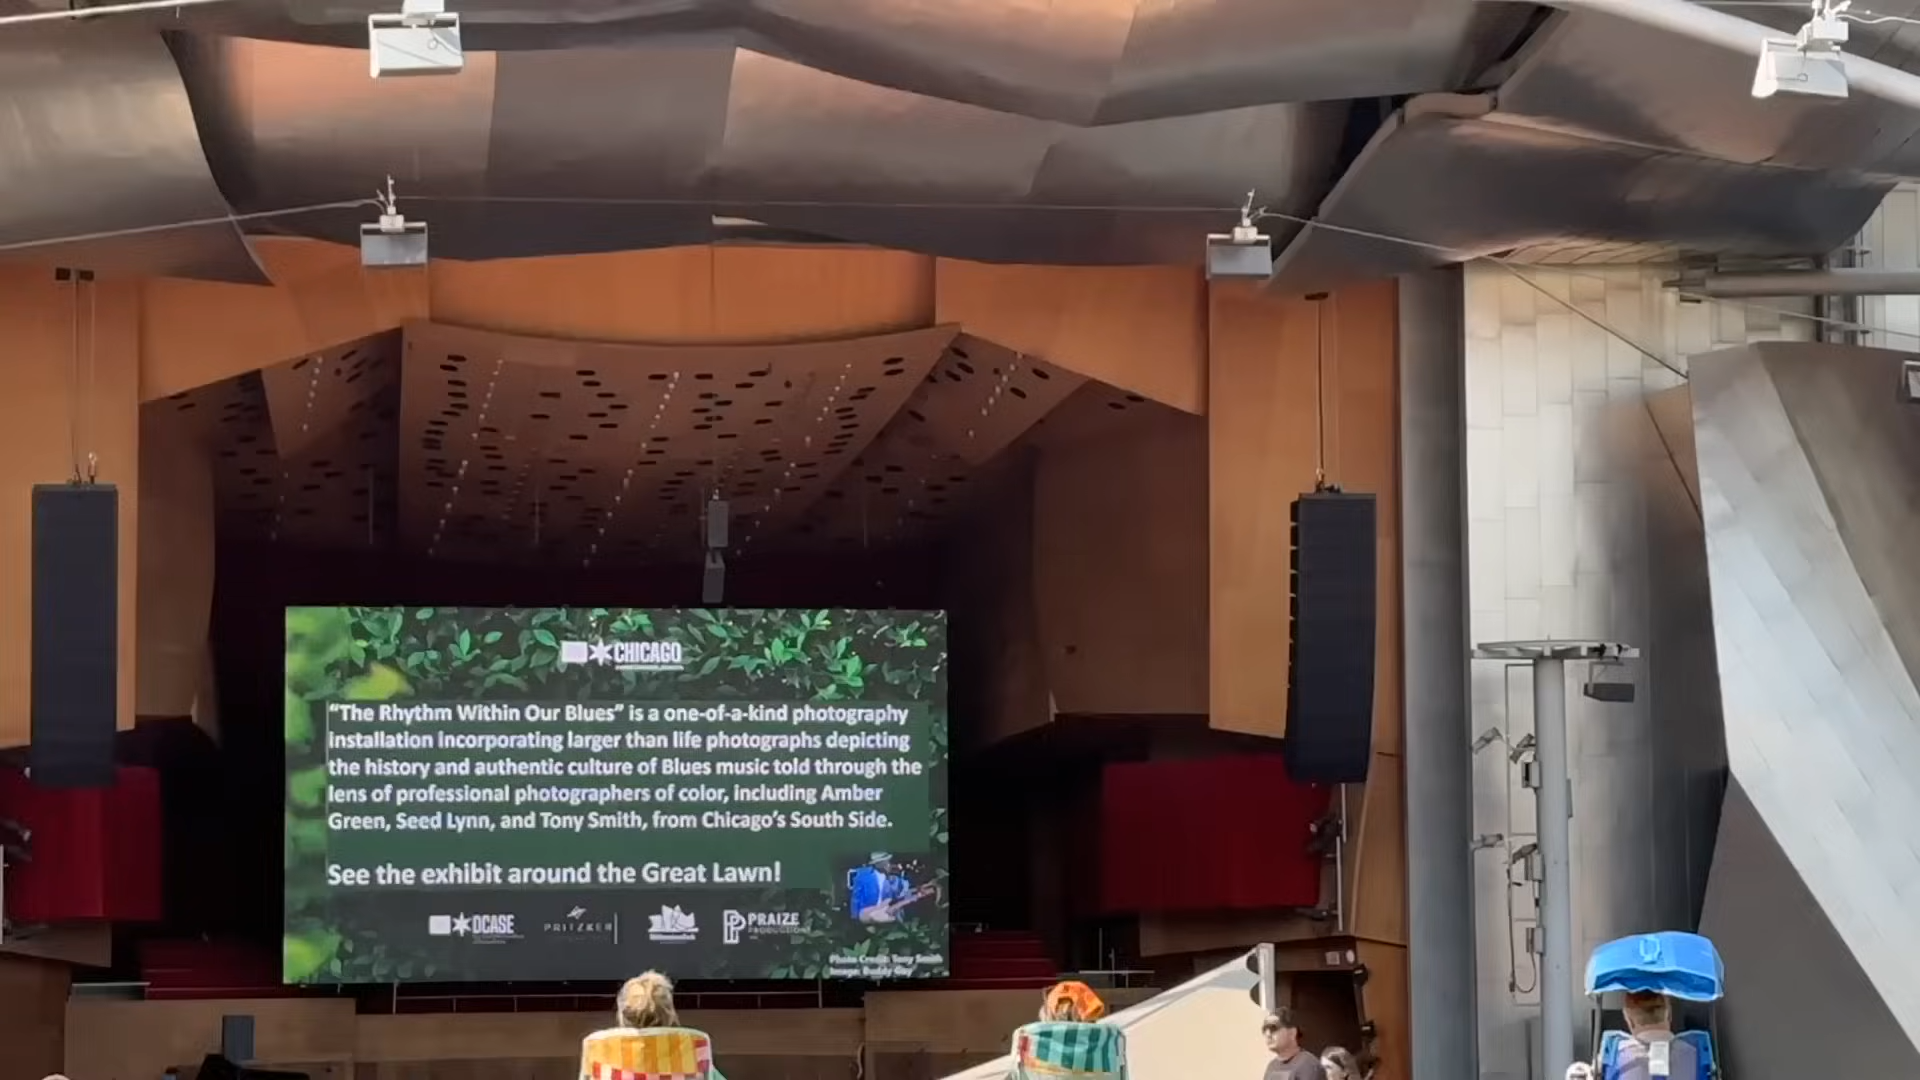 CHICAGO
“The Rhythm Within Our Blues” is a one-of-a-kind photography
installation incorporating larger than life photographs depicting
the history and authentic culture of Blues music told through the
lens of professional photographers of color, including Amber
Green, Seed Lynn, and Tony Smith, from Chicago’s South Side.
See the exhibit around the Great Lawn!
DCASE
PRITZKER
PRAIZE
PRODUCTIONS
Photo Credit: Tony Smith
Image: Buddy Guy